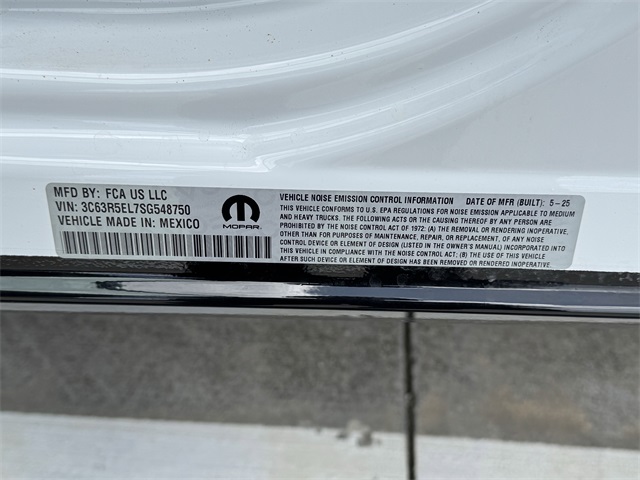 MFD BY: FCA US LLC
VIN: 3C63R5EL7SG548750
VEHICLE MADE IN: MEXICO
MOPAR
VEHICLE NOISE EMISSION CONTROL INFORMATION DATE OF MFR (BUILT): 5-25
THIS VEHICLE CONFORMS TO U.S. EPA REGULATIONS FOR NOISE EMISSION APPLICABLE TO MEDIUM
AND HEAVY TRUCKS. THE FOLLOWING ACTS OR THE CAUSING THEREOF BY ANY PERSON ARE
PROHIBITED BY THE NOISE CONTROL ACT OF 1972: (A) THE REMOVAL OR RENDERING INOPERATIVE,
OTHER THAN FOR PURPOSES OF MAINTENANCE, REPAIR, OR REPLACEMENT, OF ANY NOISE
CONTROL DEVICE OR ELEMENT OF DESIGN (LISTED IN THE OWNER'S MANUAL) INCORPORATED INTO
THIS VEHICLE IN COMPLIANCE WITH THE NOISE CONTROL ACT; (B) THE USE OF THIS VEHICLE
AFTER SUCH DEVICE OR ELEMENT OF DESIGN HAS BEEN REMOVED OR RENDERED INOPERATIVE.